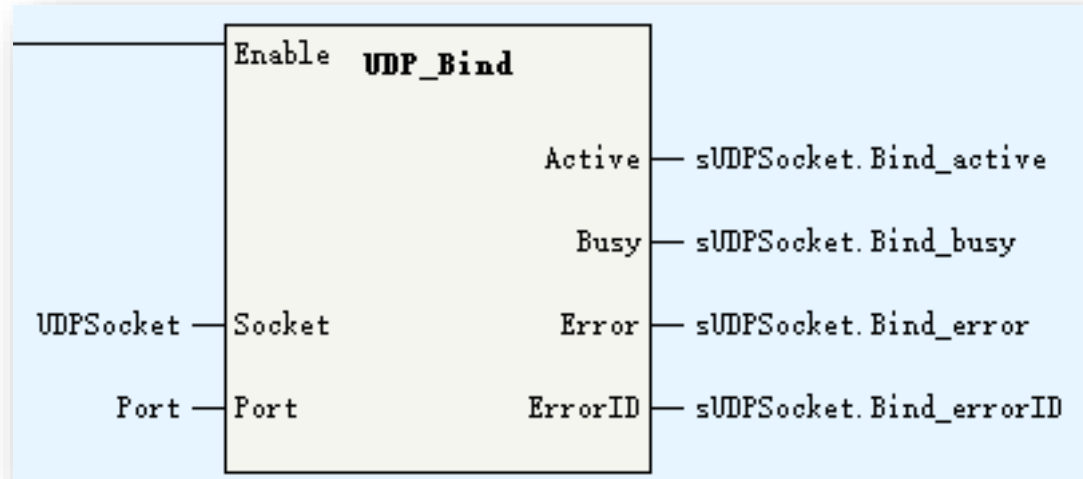 Enable UDP_Bind
Active sUDPSocket.Bind_active
Busy sUDPSocket.Bind_busy
UDPSocket Socket Error sUDPSocket.Bind_error
Port Port ErrorID sUDPSocket.Bind_errorID